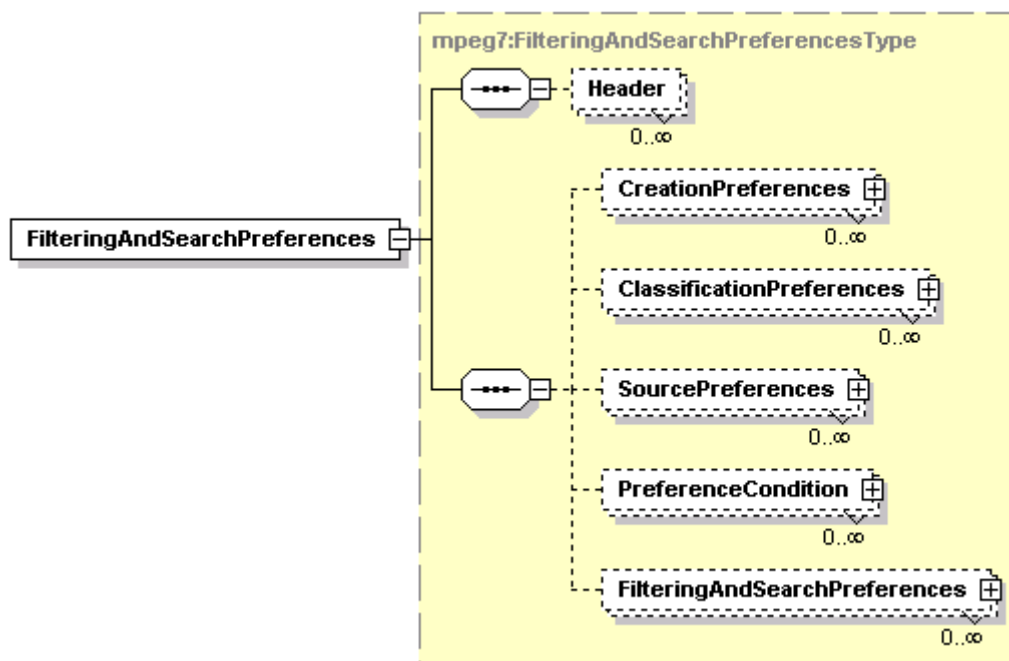 mpeg7:FilteringAndSearchPreferencesType
Header
0..∞
CreationPreferences
0..∞
FilteringAndSearchPreferences
ClassificationPreferences
0..∞
SourcePreferences
0..∞
PreferenceCondition
0..∞
FilteringAndSearchPreferences
0..∞